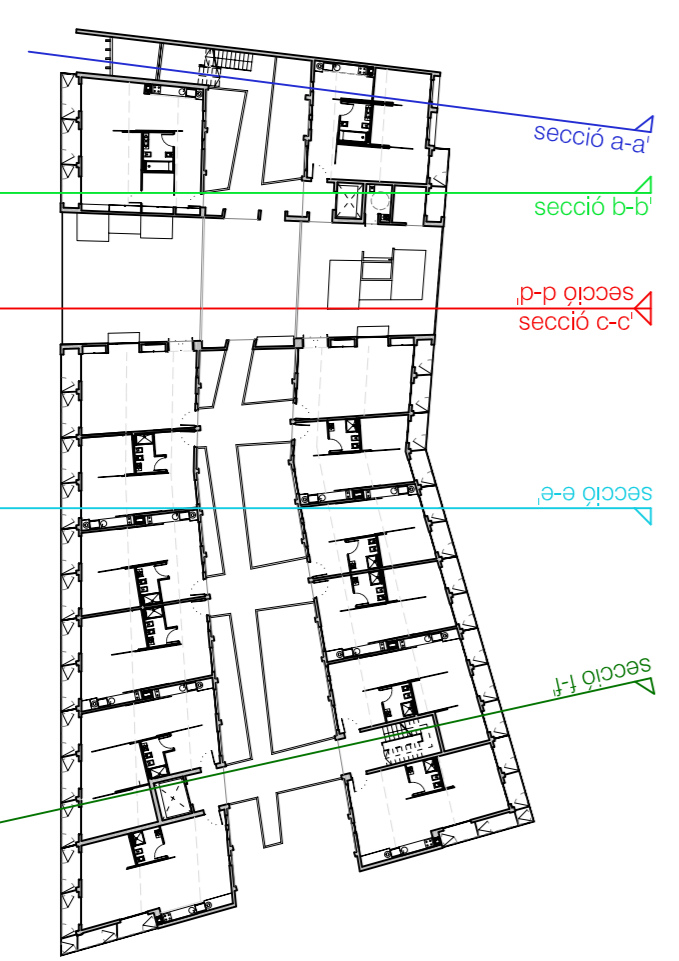 secció a-a'
secció b-b'
secció d-d'
secció c-c'
secció e-e'
secció f-f'